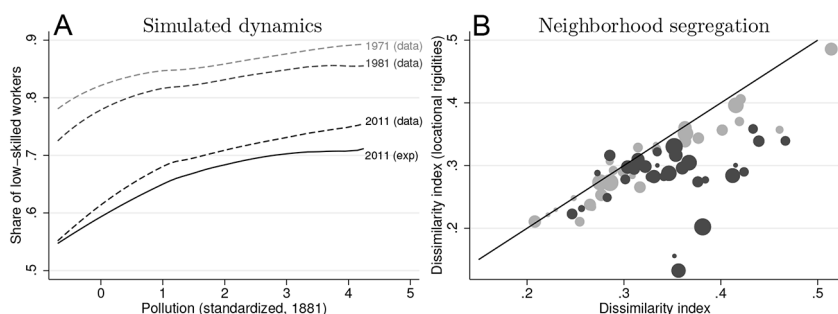 A Simulated dynamics
Share of low-skilled workers
.9
.8
.7
.6
.5
1971 (data)
1981 (data)
2011 (data)
2011 (exp)
0 1 2 3 4 5
Pollution (standardized, 1881)
B Neighborhood segregation
Dissimilarity index (locational rigidities)
.5
.4
.3
.2
.2 .3 .4 .5
Dissimilarity index